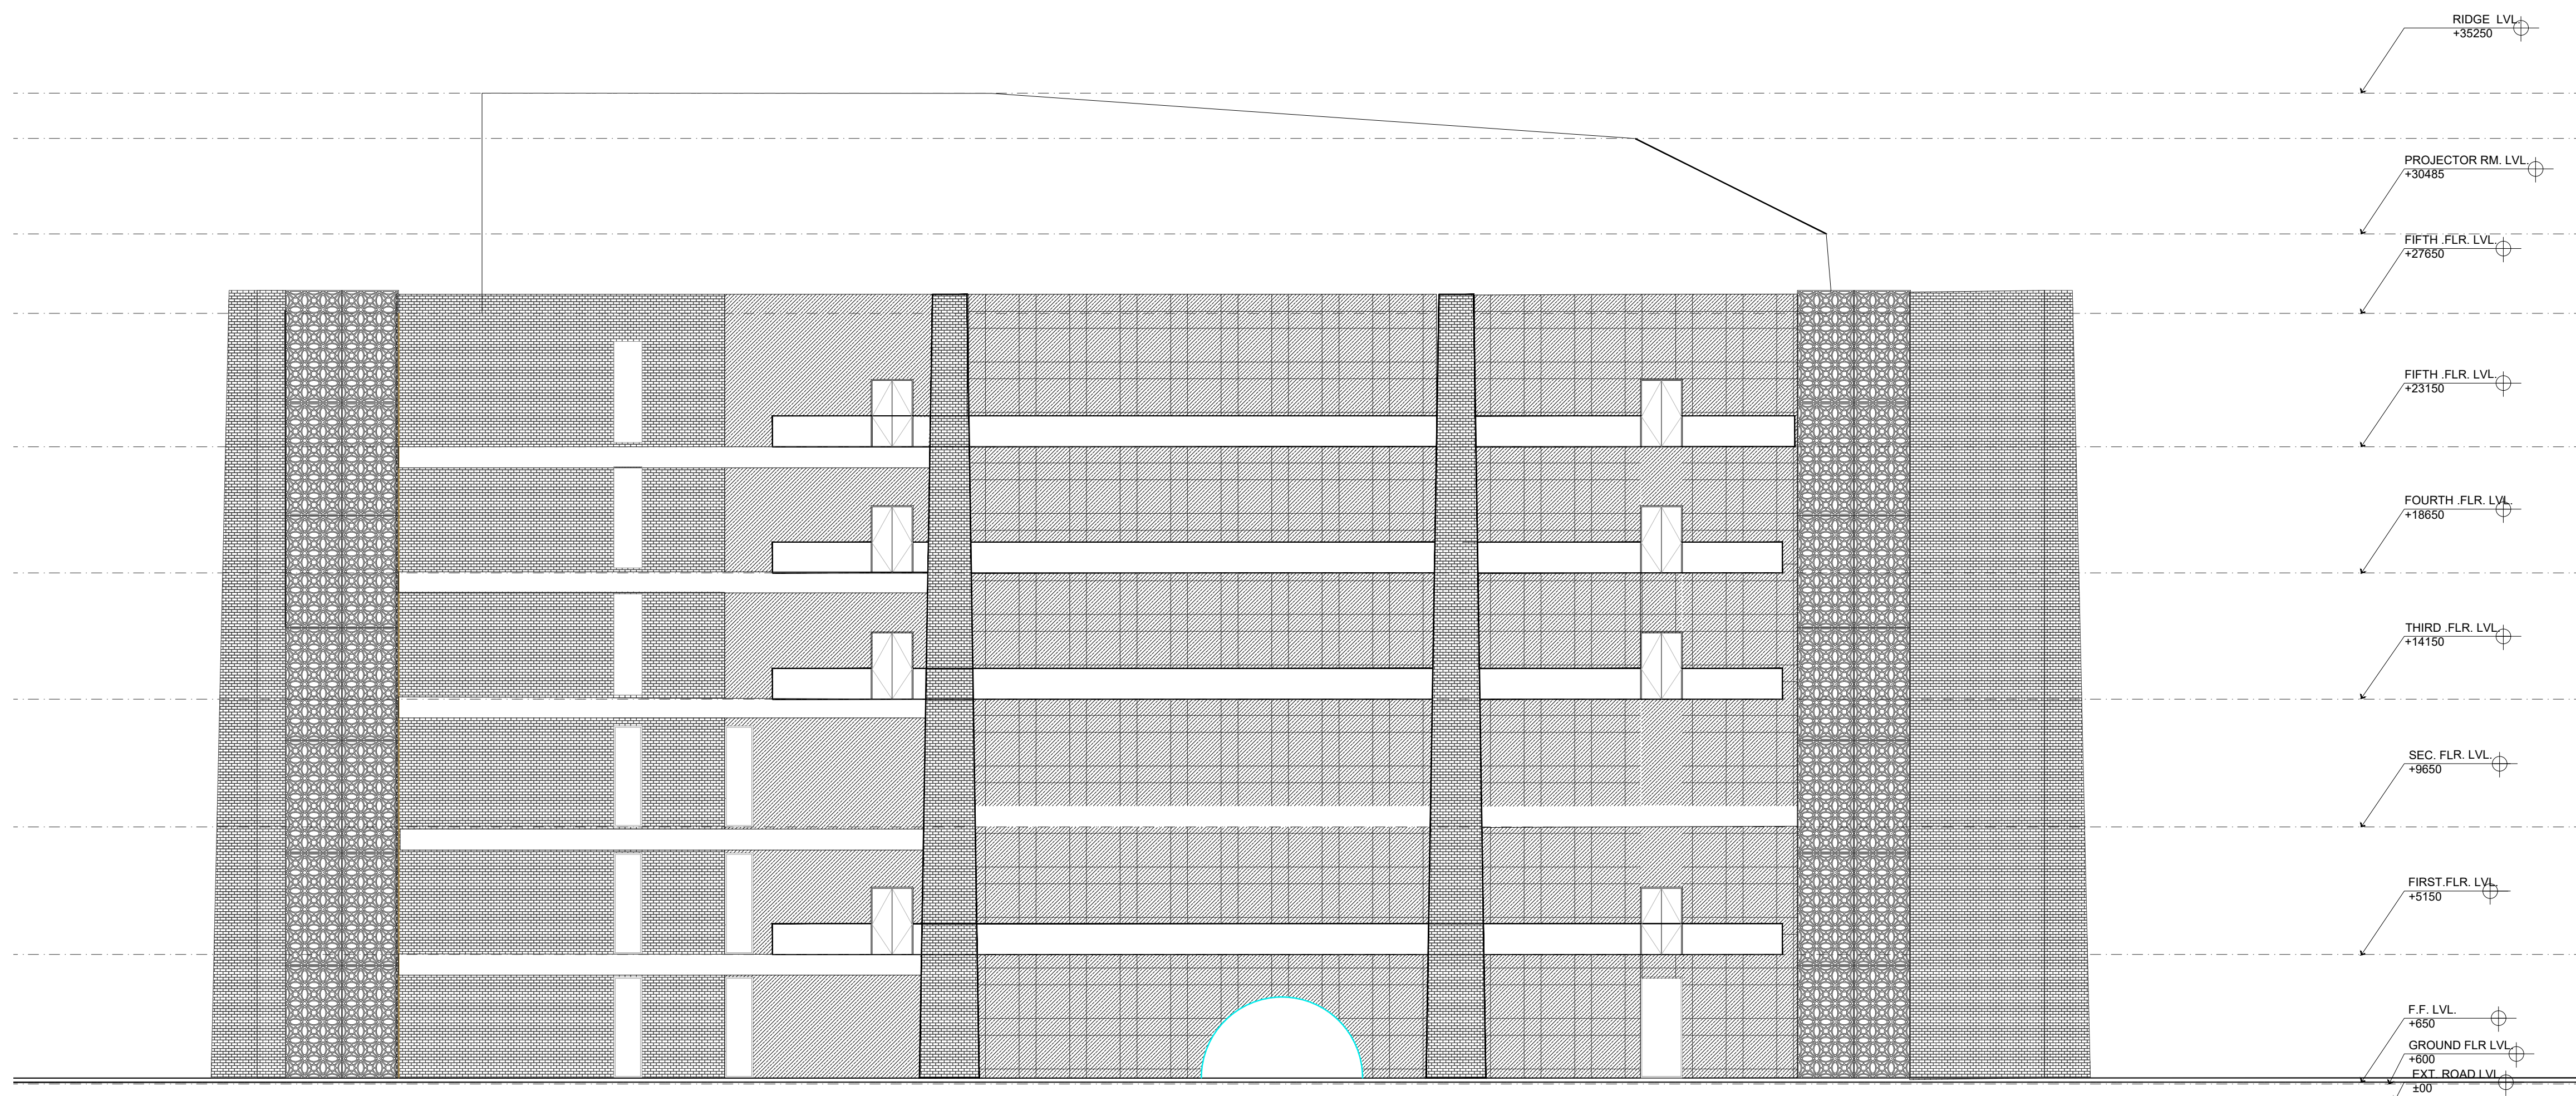 RIDGE LVL.
+35250
PROJECTOR RM. LVL.
+30485
FIFTH .FLR. LVL.
+27650
FIFTH .FLR. LVL.
+23150
FOURTH .FLR. LVL.
+18650
THIRD .FLR. LVL.
+14150
SEC. FLR. LVL.
+9650
FIRST.FLR. LVL.
+5150
F.F. LVL.
+650
GROUND FLR LVL.
+600
EXT. ROAD LVL.
±00